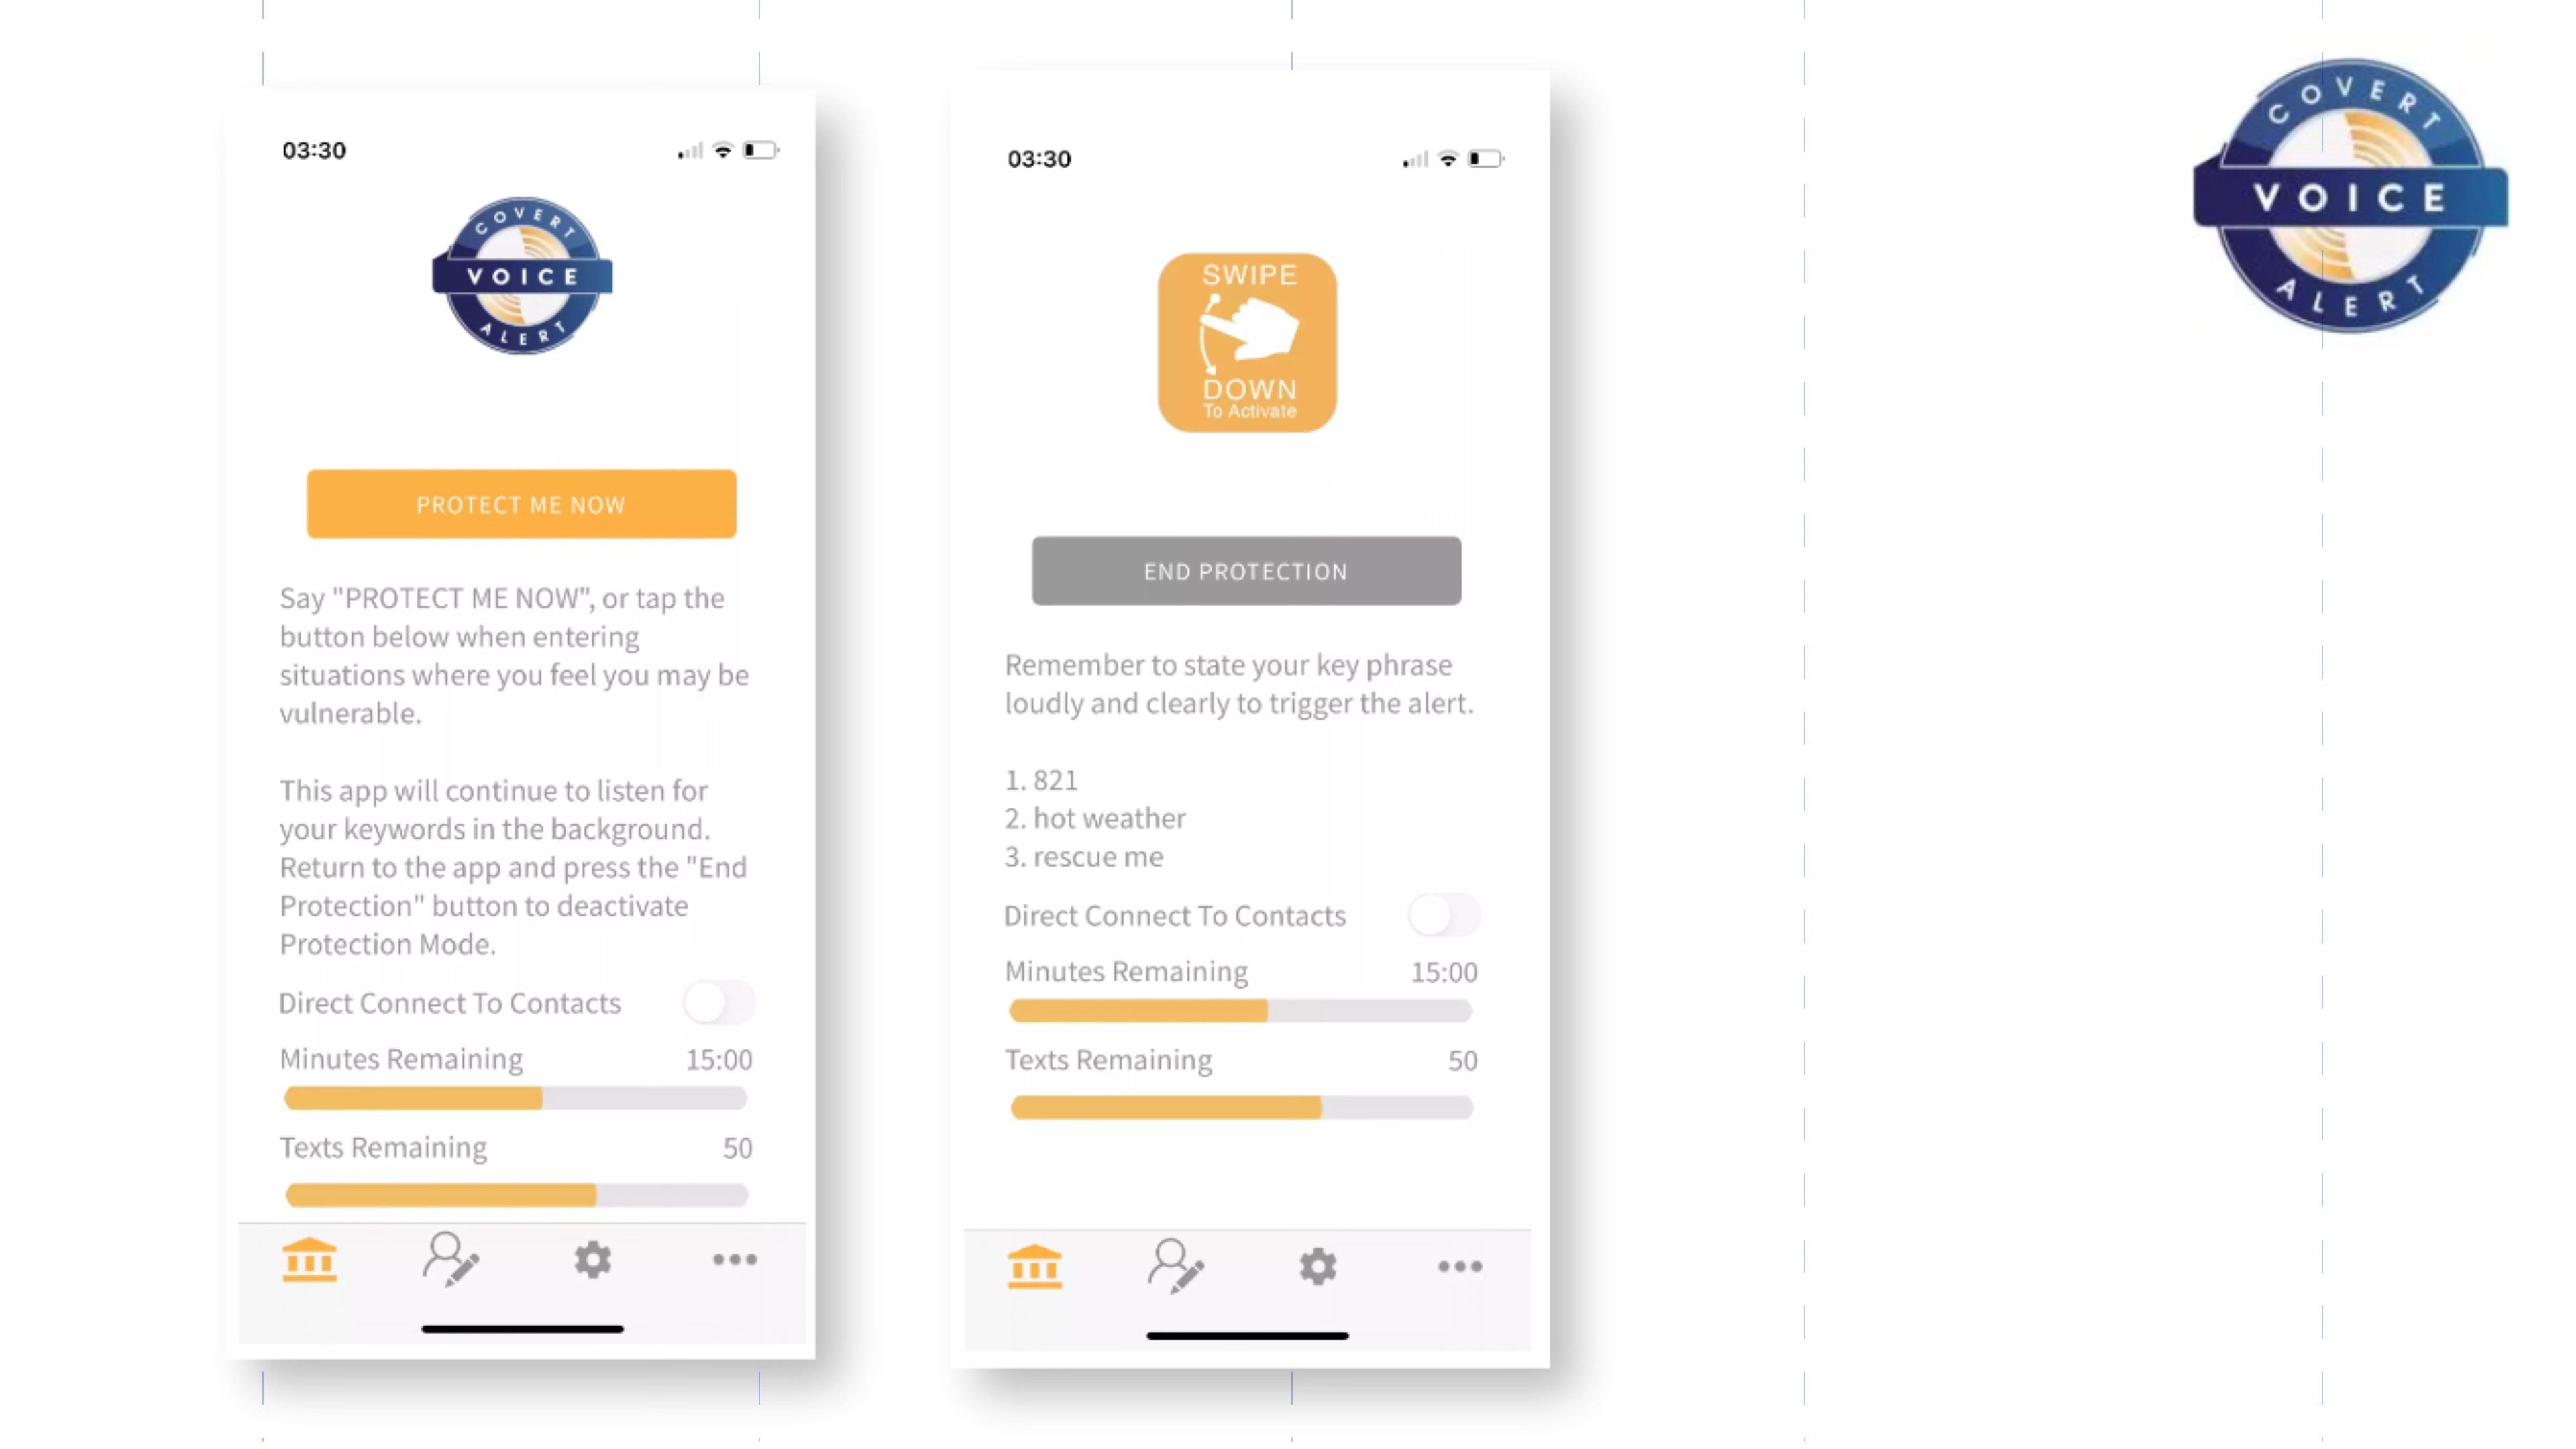 03:30
COVERT
VOICE
ALERT
PROTECT ME NOW
Say "PROTECT ME NOW", or tap the
button below when entering
situations where you feel you may be
vulnerable.
This app will continue to listen for
your keywords in the background.
Return to the app and press the "End
Protection" button to deactivate
Protection Mode.
Direct Connect To Contacts
Minutes Remaining 15:00
Texts Remaining 50
03:30
SWIPE
DOWN
To Activate
END PROTECTION
Remember to state your key phrase
loudly and clearly to trigger the alert.
1. 821
2. hot weather
3. rescue me
Direct Connect To Contacts
Minutes Remaining 15:00
Texts Remaining 50
COVERT
VOICE
ALERT